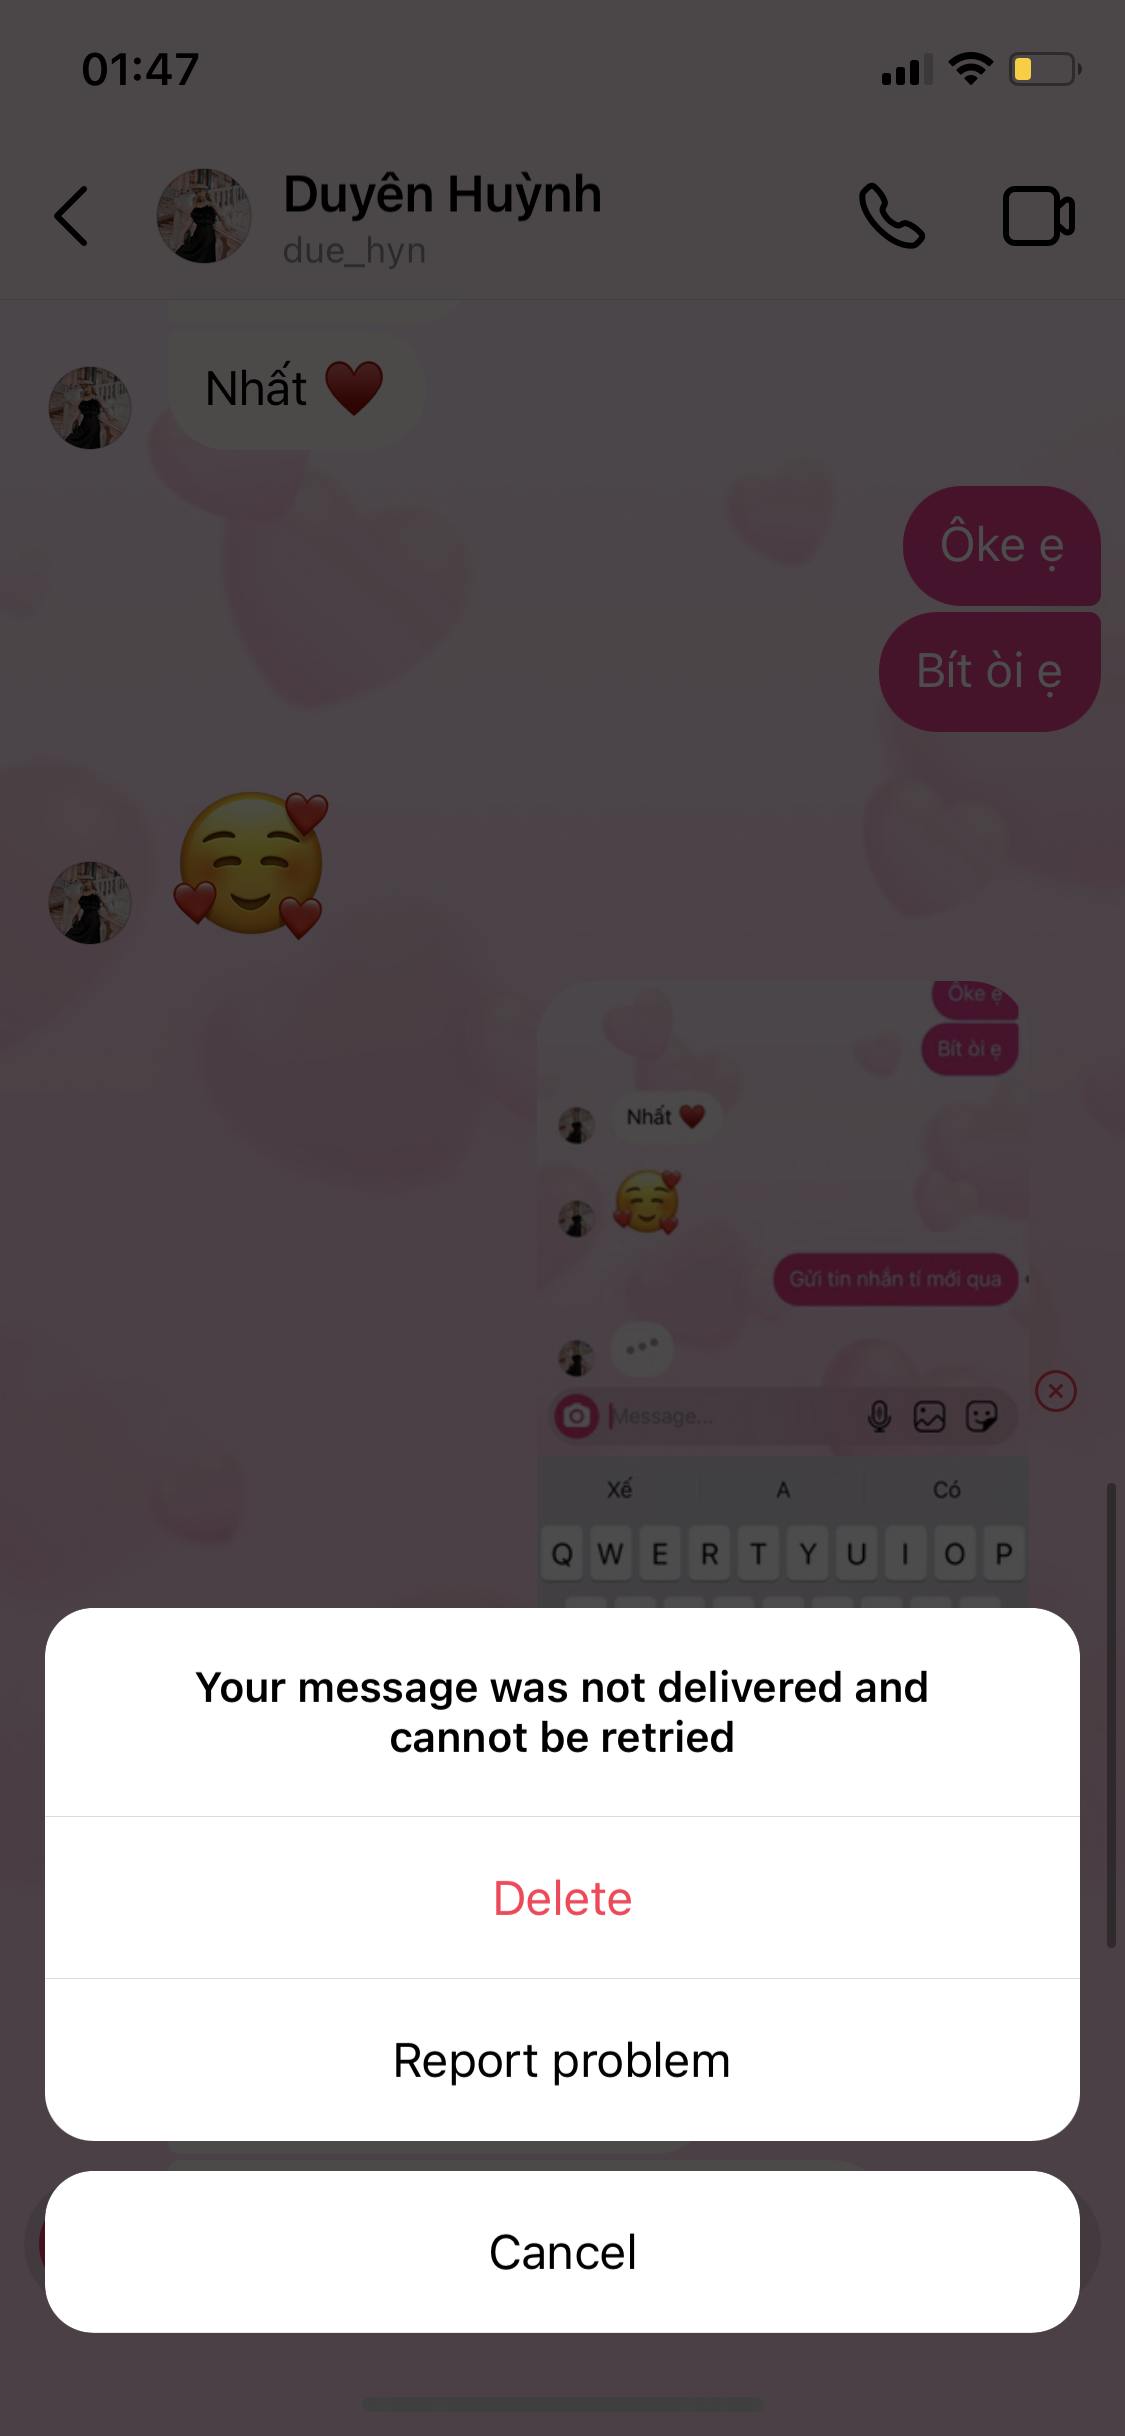 01:47
Duyên Huỳnh
due_hyn
Nhất ❤️
Ôke ẹ
Bít òi ẹ
🥰
Ôke ẹ
Bít òi ẹ
Nhất ❤️
🥰
Gửi tin nhắn tí mới qua
Message...
Xế A Có
Q W E R T Y U I O P
Your message was not delivered and
cannot be retried
Delete
Report problem
Cancel